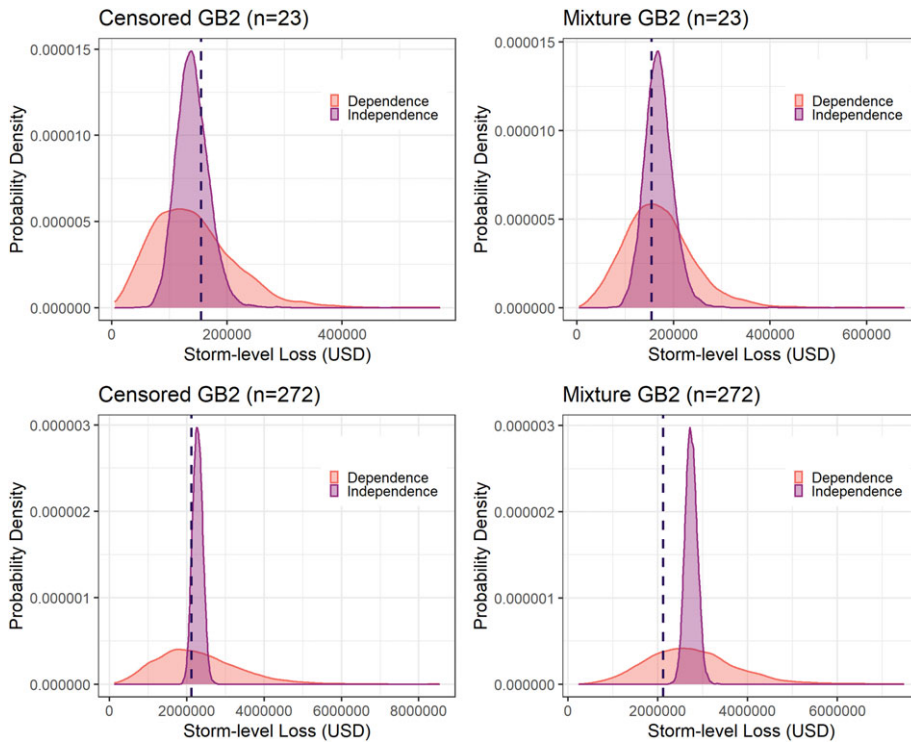 Censored GB2 (n=23)
Probability Density
0.000015
0.000010
0.000005
0.000000
Dependence
Independence
0 200000 400000
Storm-level Loss (USD)
Mixture GB2 (n=23)
Probability Density
0.000015
0.000010
0.000005
0.000000
Dependence
Independence
0 200000 400000 600000
Storm-level Loss (USD)
Censored GB2 (n=272)
Probability Density
0.000003
0.000002
0.000001
0.000000
Dependence
Independence
0 2000000 4000000 6000000 8000000
Storm-level Loss (USD)
Mixture GB2 (n=272)
Probability Density
0.000003
0.000002
0.000001
0.000000
Dependence
Independence
0 2000000 4000000 6000000
Storm-level Loss (USD)